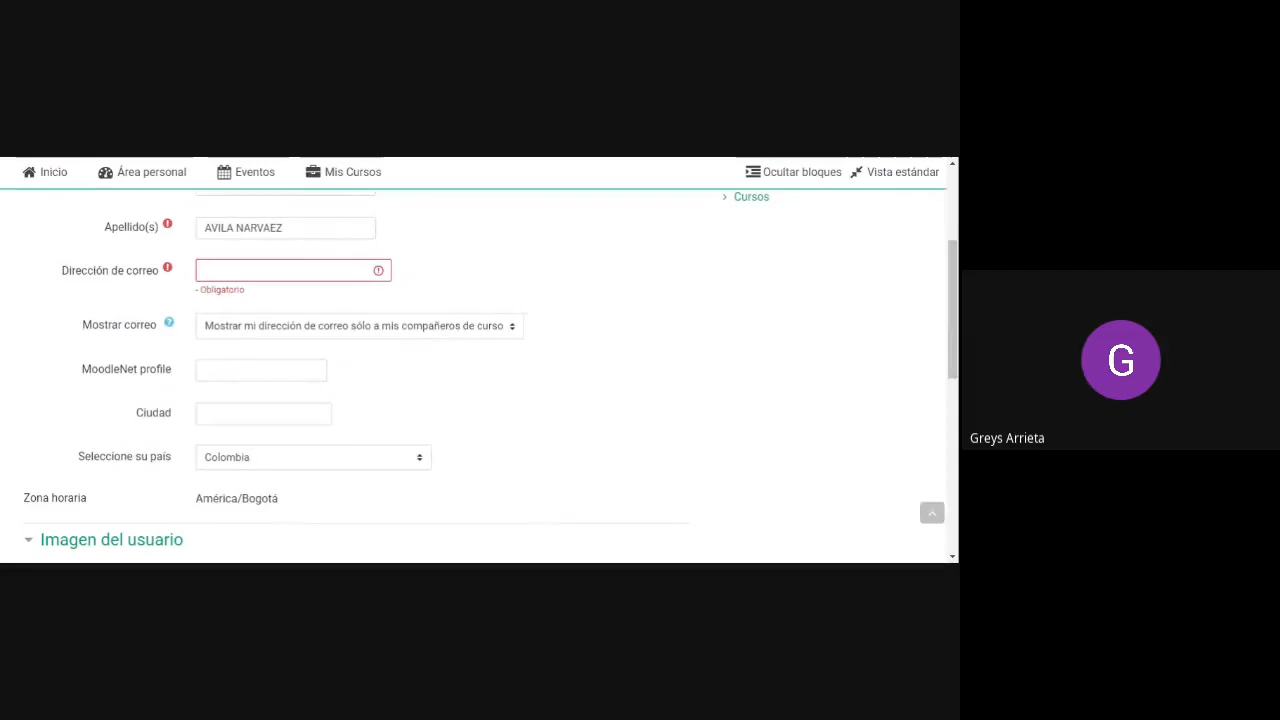 Inicio Área personal Eventos Mis Cursos Ocultar bloques Vista estándar
Cursos
Apellido(s) AVILA NARVAEZ
Dirección de correo
- Obligatorio
Mostrar correo Mostrar mi dirección de correo sólo a mis compañeros de curso
MoodleNet profile
Ciudad
Seleccione su país Colombia
Zona horaria América/Bogotá
Imagen del usuario
G
Greys Arrieta